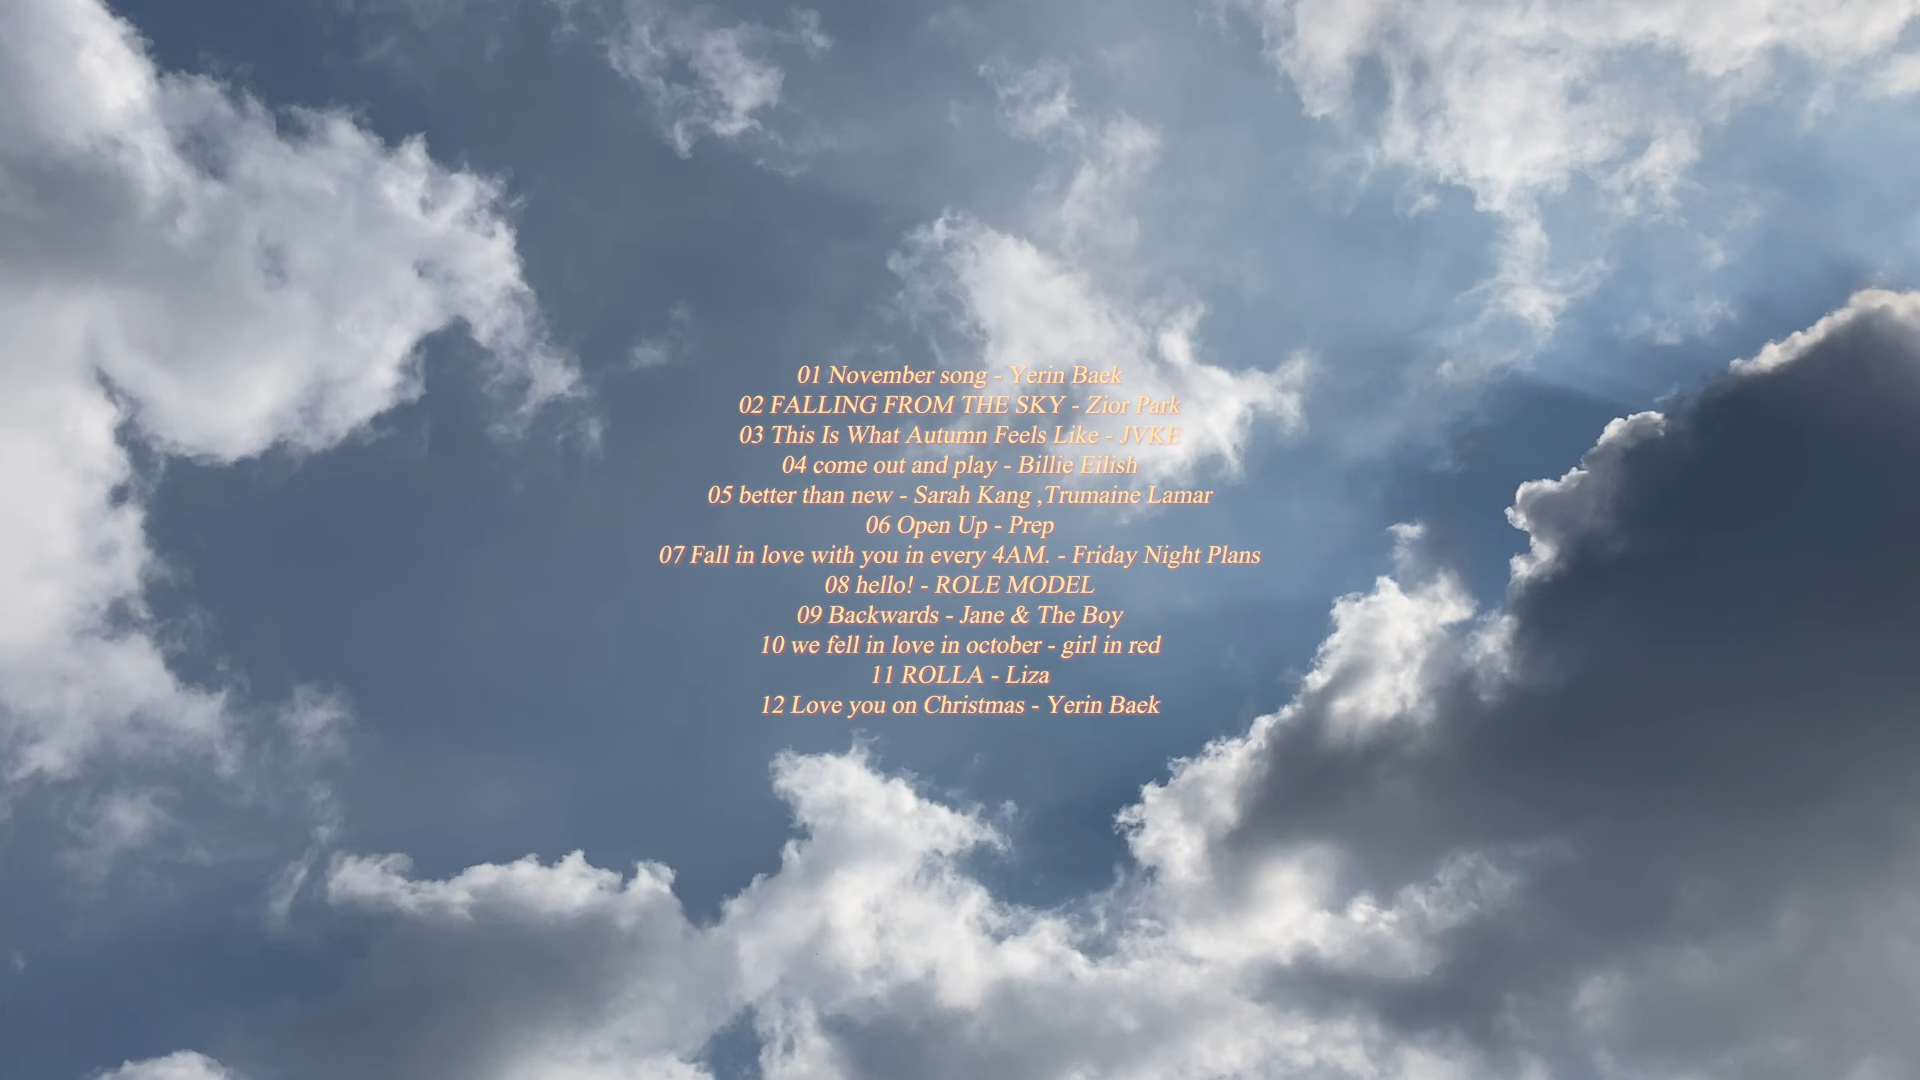 01 November song - Yerin Baek
02 FALLING FROM THE SKY - Zior Park
03 This Is What Autumn Feels Like - JVKE
04 come out and play - Billie Eilish
05 better than new - Sarah Kang ,Trumaine Lamar
06 Open Up - Prep
07 Fall in love with you in every 4AM. - Friday Night Plans
08 hello! - ROLE MODEL
09 Backwards - Jane & The Boy
10 we fell in love in october - girl in red
11 ROLLA - Liza
12 Love you on Christmas - Yerin Baek